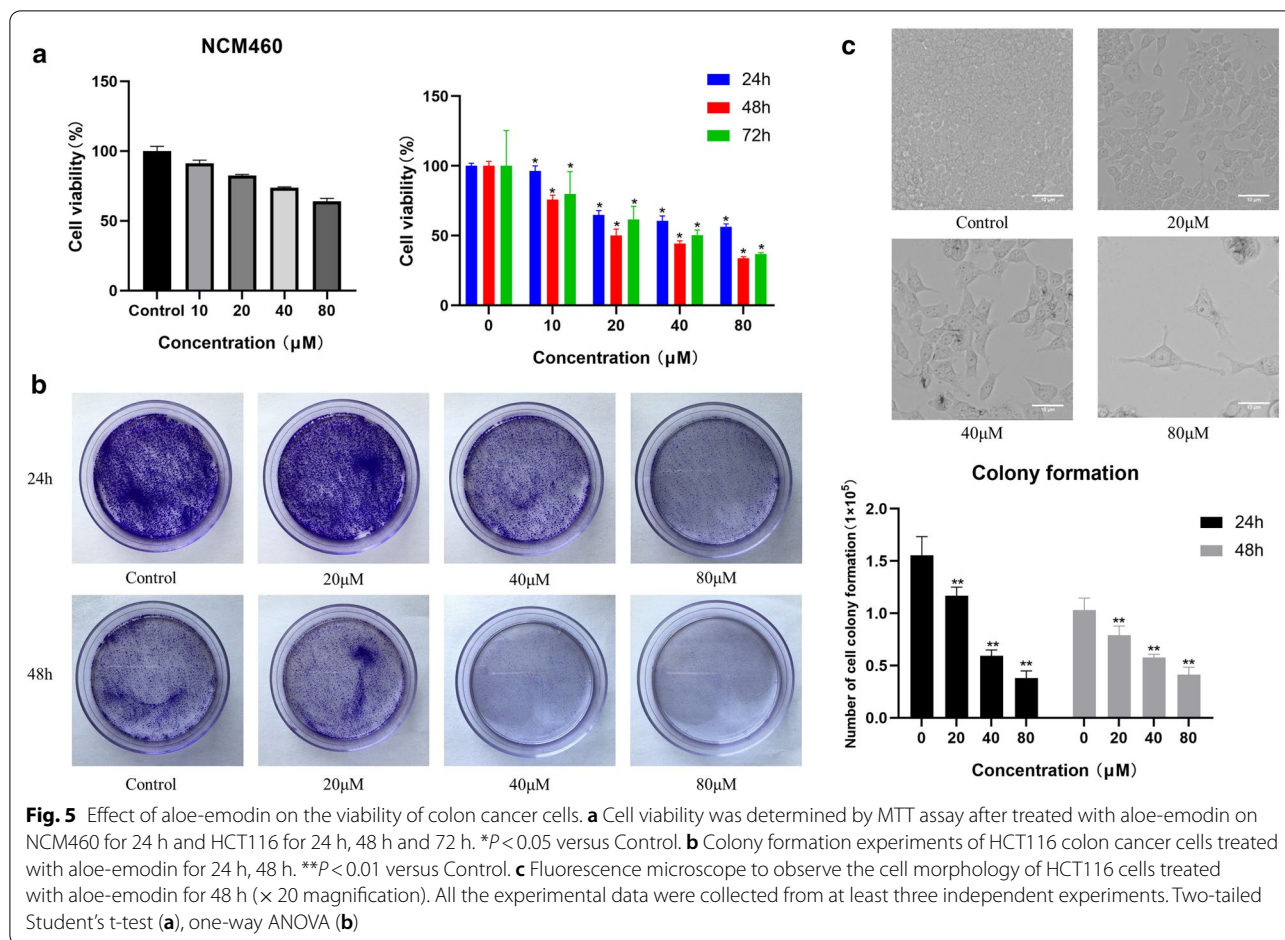 a
NCM460
Cell viability(%)
150
100
50
0
Control 10 20 40 80
Concentration (μM)
24h
48h
72h
Cell viability(%)
150
100
50
0
* * * * * * * * * * * *
0 10 20 40 80
Concentration (μM)
b
24h
Control 20μM 40μM 80μM
48h
Control 20μM 40μM 80μM
c
10 μm 10 μm
Control 20μM
10 μm 10 μm
40μM 80μM
Colony formation
Number of cell colony formation(1×10⁵)
2.0
1.5
1.0
0.5
0.0
** ** ** ** ** **
24h
48h
0 20 40 80 0 20 40 80
Concentration (μM)
Fig. 5 Effect of aloe-emodin on the viability of colon cancer cells. a Cell viability was determined by MTT assay after treated with aloe-emodin on
NCM460 for 24 h and HCT116 for 24 h, 48 h and 72 h. *P < 0.05 versus Control. b Colony formation experiments of HCT116 colon cancer cells treated
with aloe-emodin for 24 h, 48 h. **P < 0.01 versus Control. c Fluorescence microscope to observe the cell morphology of HCT116 cells treated
with aloe-emodin for 48 h (× 20 magnification). All the experimental data were collected from at least three independent experiments. Two-tailed
Student's t-test (a), one-way ANOVA (b)